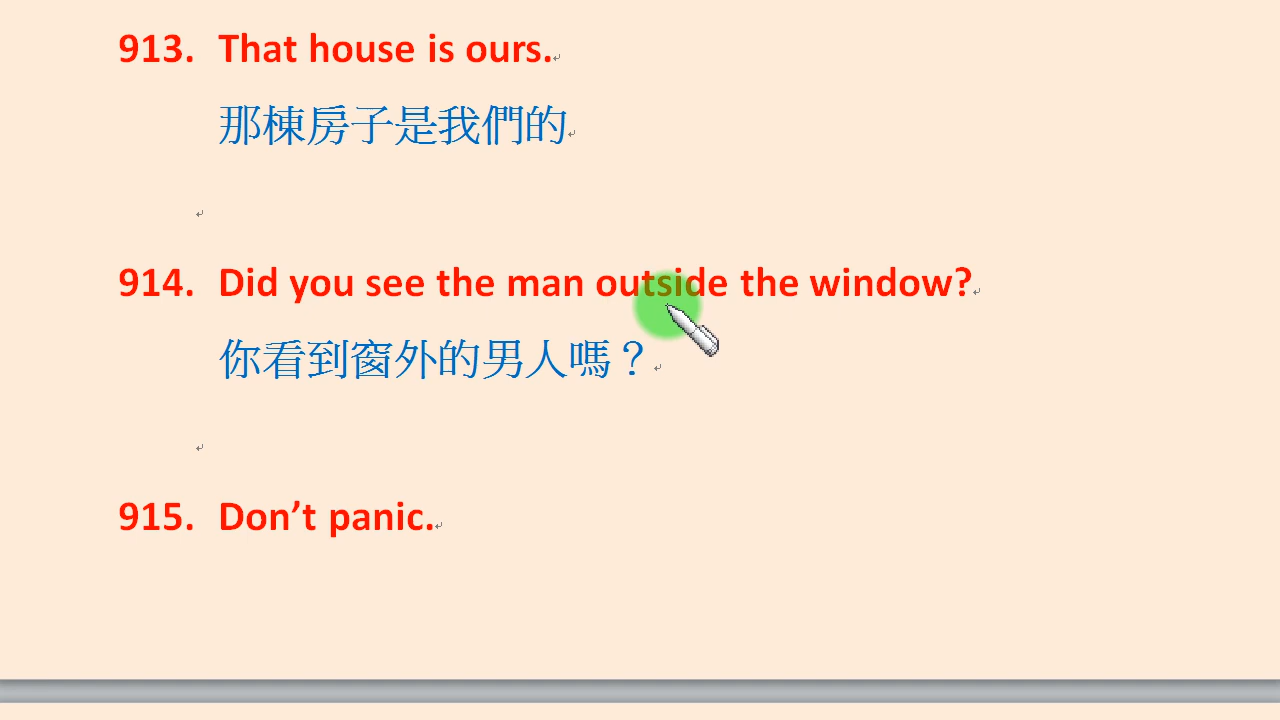 913. That house is ours.
那棟房子是我們的
914. Did you see the man outside the window?
你看到窗外的男人嗎？
915. Don’t panic.